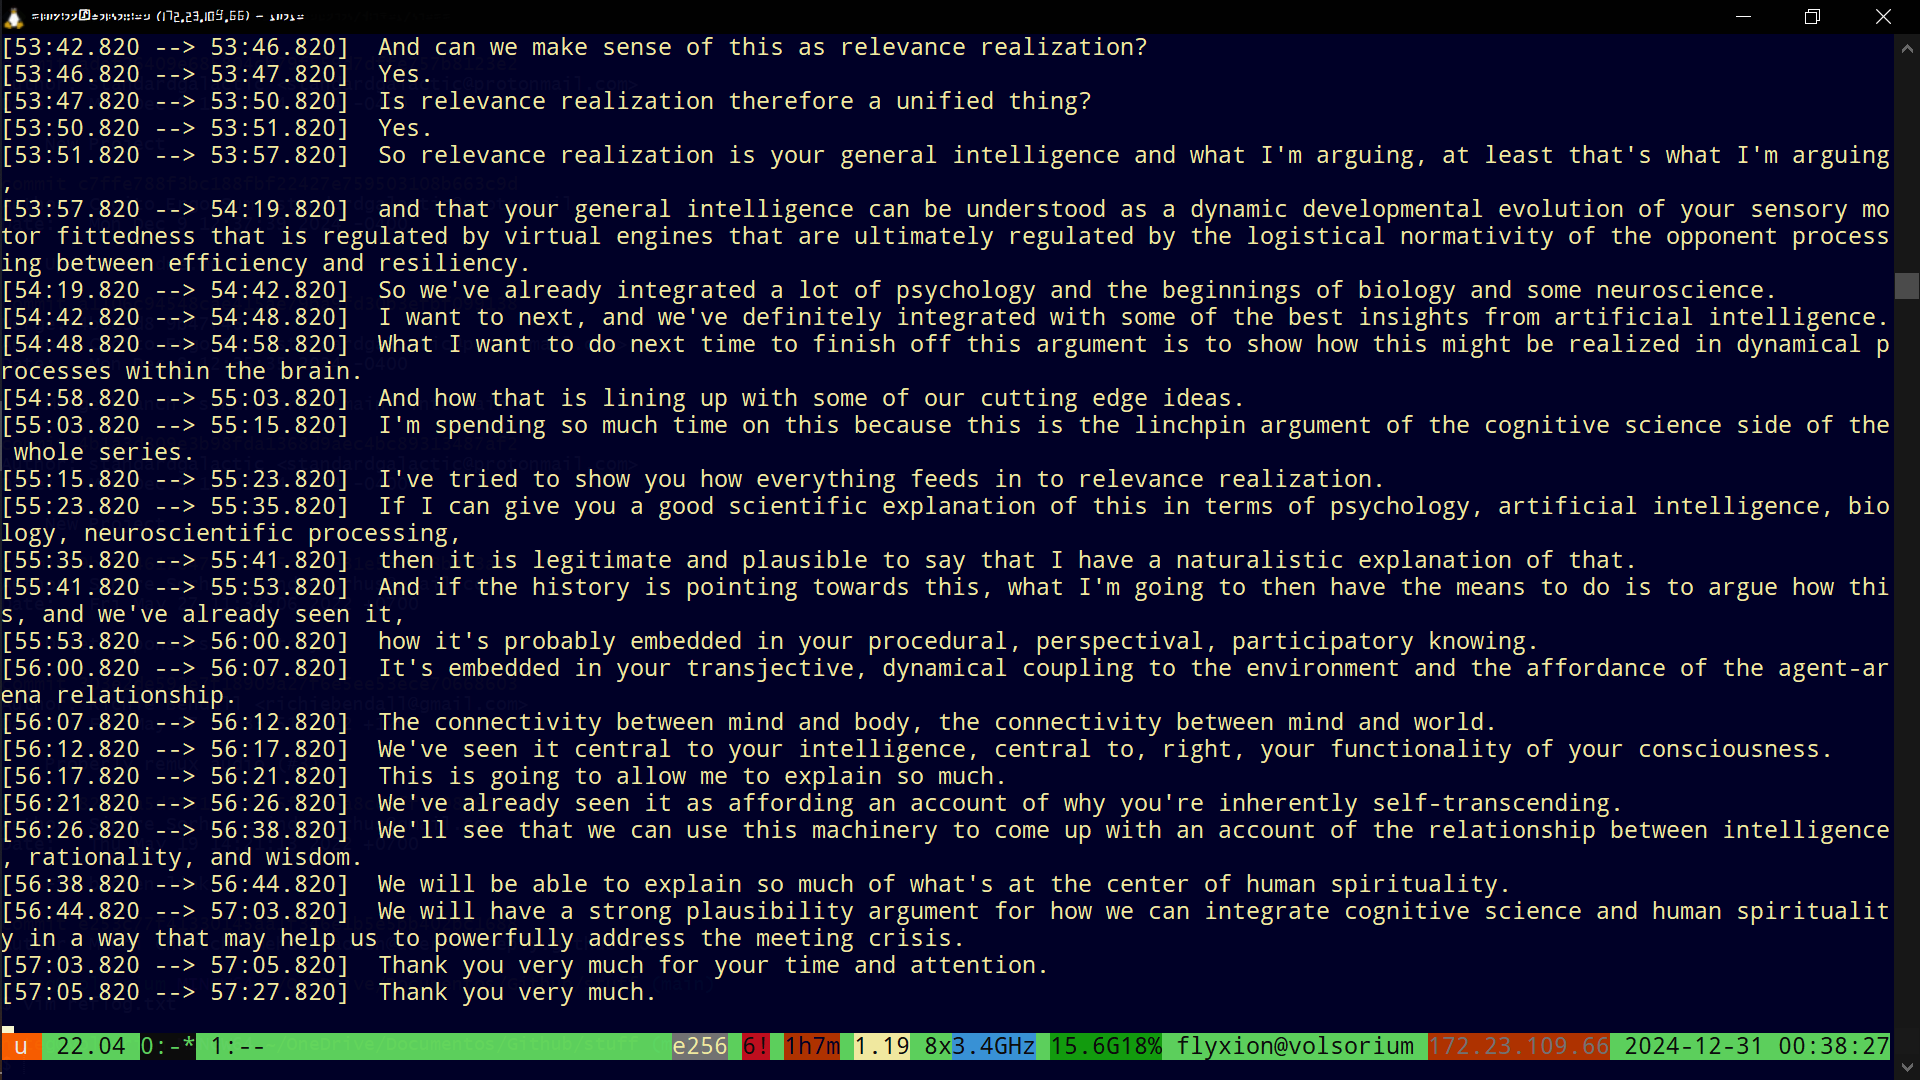 [53:42.820 --> 53:46.820]  And can we make sense of this as relevance realization?
[53:46.820 --> 53:47.820]  Yes.
[53:47.820 --> 53:50.820]  Is relevance realization therefore a unified thing?
[53:50.820 --> 53:51.820]  Yes.
[53:51.820 --> 53:57.820]  So relevance realization is your general intelligence and what I'm arguing, at least that's what I'm arguing
,
[53:57.820 --> 54:19.820]  and that your general intelligence can be understood as a dynamic developmental evolution of your sensory mo
tor fittedness that is regulated by virtual engines that are ultimately regulated by the logistical normativity of the opponent process
ing between efficiency and resiliency.
[54:19.820 --> 54:42.820]  So we've already integrated a lot of psychology and the beginnings of biology and some neuroscience.
[54:42.820 --> 54:48.820]  I want to next, and we've definitely integrated with some of the best insights from artificial intelligence.
[54:48.820 --> 54:58.820]  What I want to do next time to finish off this argument is to show how this might be realized in dynamical p
rocesses within the brain.
[54:58.820 --> 55:03.820]  And how that is lining up with some of our cutting edge ideas.
[55:03.820 --> 55:15.820]  I'm spending so much time on this because this is the linchpin argument of the cognitive science side of the
 whole series.
[55:15.820 --> 55:23.820]  I've tried to show you how everything feeds in to relevance realization.
[55:23.820 --> 55:35.820]  If I can give you a good scientific explanation of this in terms of psychology, artificial intelligence, bio
logy, neuroscientific processing,
[55:35.820 --> 55:41.820]  then it is legitimate and plausible to say that I have a naturalistic explanation of that.
[55:41.820 --> 55:53.820]  And if the history is pointing towards this, what I'm going to then have the means to do is to argue how thi
s, and we've already seen it,
[55:53.820 --> 56:00.820]  how it's probably embedded in your procedural, perspectival, participatory knowing.
[56:00.820 --> 56:07.820]  It's embedded in your transjective, dynamical coupling to the environment and the affordance of the agent-ar
ena relationship.
[56:07.820 --> 56:12.820]  The connectivity between mind and body, the connectivity between mind and world.
[56:12.820 --> 56:17.820]  We've seen it central to your intelligence, central to, right, your functionality of your consciousness.
[56:17.820 --> 56:21.820]  This is going to allow me to explain so much.
[56:21.820 --> 56:26.820]  We've already seen it as affording an account of why you're inherently self-transcending.
[56:26.820 --> 56:38.820]  We'll see that we can use this machinery to come up with an account of the relationship between intelligence
, rationality, and wisdom.
[56:38.820 --> 56:44.820]  We will be able to explain so much of what's at the center of human spirituality.
[56:44.820 --> 57:03.820]  We will have a strong plausibility argument for how we can integrate cognitive science and human spiritualit
y in a way that may help us to powerfully address the meeting crisis.
[57:03.820 --> 57:05.820]  Thank you very much for your time and attention.
[57:05.820 --> 57:27.820]  Thank you very much.
u 22.04 0:-* 1:-- e256 6! 1h7m 1.19 8x3.4GHz 15.6G18% flyxion@volsorium 172.23.109.66 2024-12-31 00:38:27